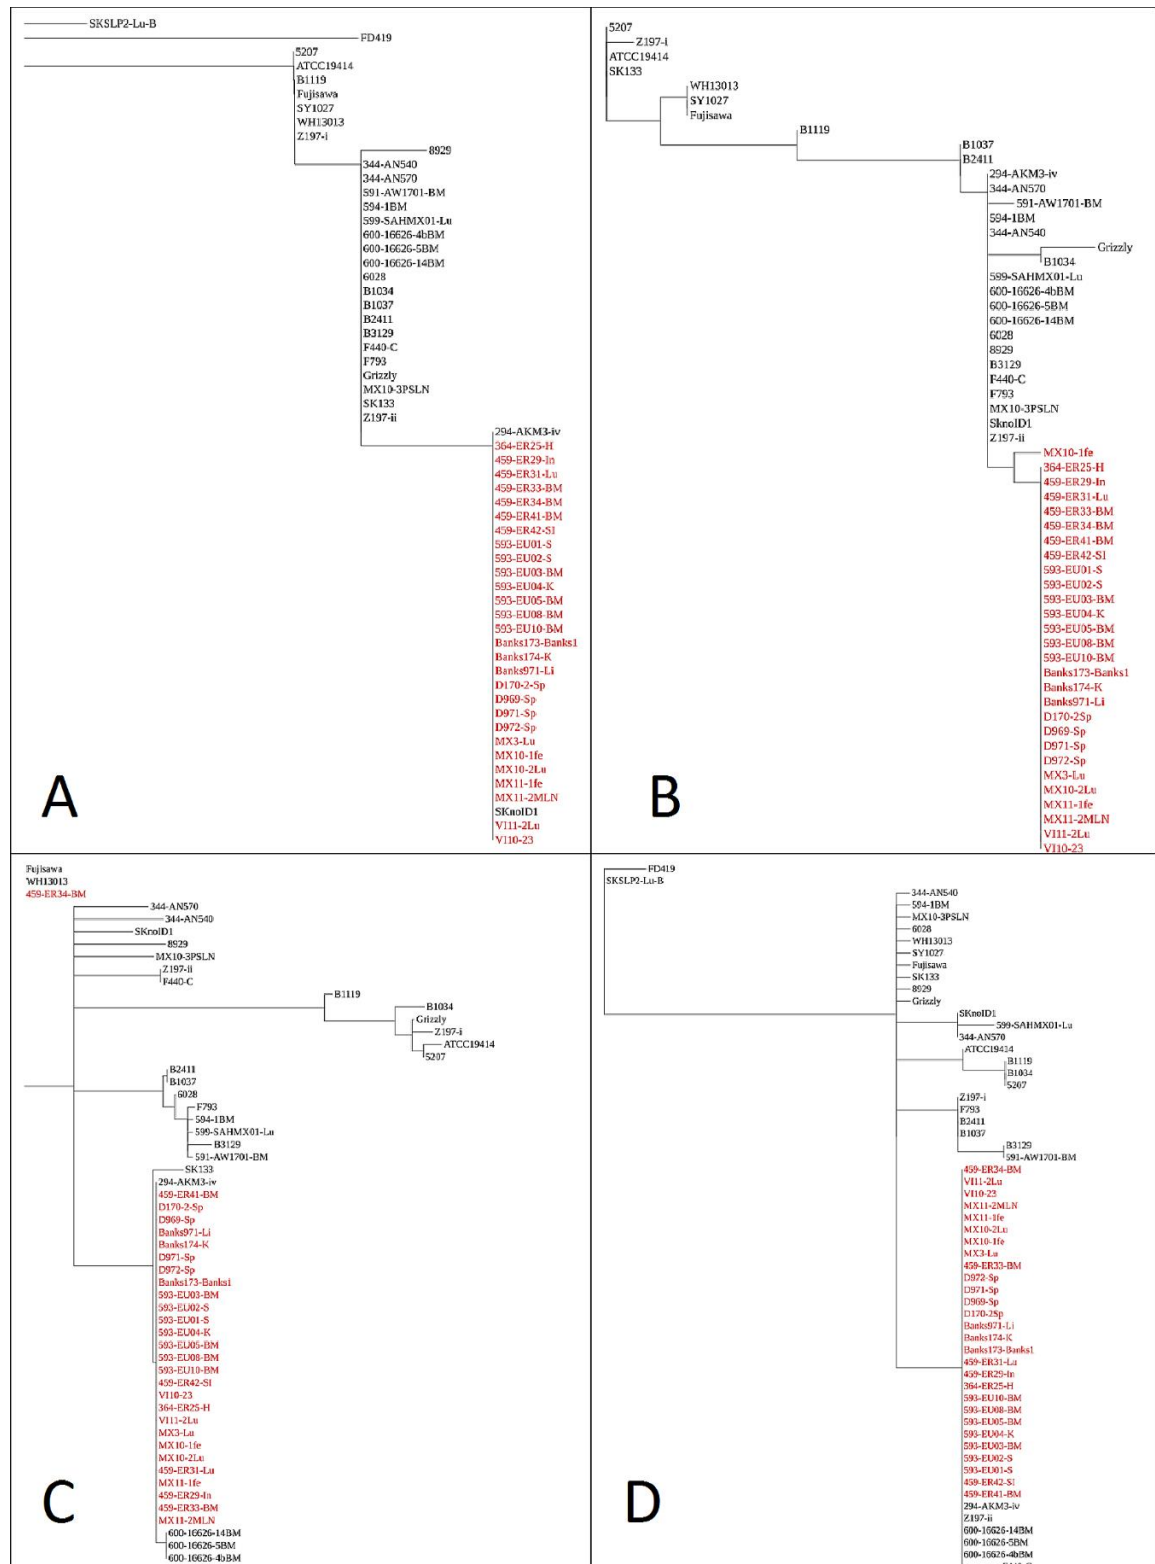 SKSLP2-Lu-B
FD419
5207
ATCC19414
B1119
Fujisawa
SY1027
WH13013
Z197-i
8929
344-AN540
344-AN570
591-AW1701-BM
594-1BM
599-SAHMX01-Lu
600-16626-4bBM
600-16626-5BM
600-16626-14BM
6028
B1034
B1037
B2411
B3129
F440-C
F793
Grizzly
MX10-3PSLN
SK133
Z197-ii
294-AKM3-iv
364-ER25-H
459-ER29-In
459-ER31-Lu
459-ER33-BM
459-ER34-BM
459-ER41-BM
459-ER42-SI
593-EU01-S
593-EU02-S
593-EU03-BM
593-EU04-K
593-EU05-BM
593-EU08-BM
593-EU10-BM
Banks173-Banks1
Banks174-K
Banks971-Li
D170-2-Sp
D969-Sp
D971-Sp
D972-Sp
MX3-Lu
MX10-1fe
MX10-2Lu
MX11-1fe
MX11-2MLN
SKnoID1
VI11-2Lu
VI10-23
A
5207
Z197-i
ATCC19414
SK133
WH13013
SY1027
Fujisawa
B1119
B1037
B2411
294-AKM3-iv
344-AN570
591-AW1701-BM
594-1BM
344-AN540
Grizzly
B1034
599-SAHMX01-Lu
600-16626-4bBM
600-16626-5BM
600-16626-14BM
6028
8929
B3129
F440-C
F793
MX10-3PSLN
SknoID1
Z197-ii
MX10-1fe
364-ER25-H
459-ER29-In
459-ER31-Lu
459-ER33-BM
459-ER34-BM
459-ER41-BM
459-ER42-SI
593-EU01-S
593-EU02-S
593-EU03-BM
593-EU04-K
593-EU05-BM
593-EU08-BM
593-EU10-BM
Banks173-Banks1
Banks174-K
Banks971-Li
D170-2Sp
D969-Sp
D971-Sp
D972-Sp
MX3-Lu
MX10-2Lu
MX11-1fe
MX11-2MLN
VI11-2Lu
VI10-23
B
Fujisawa
WH13013
459-ER34-BM
344-AN570
344-AN540
SKnoID1
8929
MX10-3PSLN
Z197-ii
F440-C
B1119
B1034
Grizzly
Z197-i
ATCC19414
5207
B2411
B1037
6028
F793
594-1BM
599-SAHMX01-Lu
B3129
591-AW1701-BM
SK133
294-AKM3-iv
459-ER41-BM
D170-2-Sp
D969-Sp
Banks971-Li
Banks174-K
D971-Sp
D972-Sp
Banks173-Banks1
593-EU03-BM
593-EU02-S
593-EU01-S
593-EU04-K
593-EU05-BM
593-EU08-BM
593-EU10-BM
459-ER42-SI
VI10-23
364-ER25-H
VI11-2Lu
MX3-Lu
MX10-1fe
MX10-2Lu
459-ER31-Lu
MX11-1fe
459-ER29-In
459-ER33-BM
MX11-2MLN
600-16626-14BM
600-16626-5BM
600-16626-4bBM
C
FD419
SKSLP2-Lu-B
344-AN540
594-1BM
MX10-3PSLN
6028
WH13013
SY1027
Fujisawa
SK133
8929
Grizzly
SKnoID1
599-SAHMX01-Lu
344-AN570
ATCC19414
B1119
B1034
5207
Z197-i
F793
B2411
B1037
B3129
591-AW1701-BM
459-ER34-BM
VI11-2Lu
VI10-23
MX11-2MLN
MX11-1fe
MX10-2Lu
MX10-1fe
MX3-Lu
459-ER33-BM
D972-Sp
D971-Sp
D969-Sp
D170-2Sp
Banks971-Li
Banks174-K
Banks173-Banks1
459-ER31-Lu
459-ER29-In
364-ER25-H
593-EU10-BM
593-EU08-BM
593-EU05-BM
593-EU04-K
593-EU03-BM
593-EU02-S
593-EU01-S
459-ER42-SI
459-ER41-BM
294-AKM3-iv
Z197-ii
600-16626-14BM
600-16626-5BM
600-16626-4bBM
D